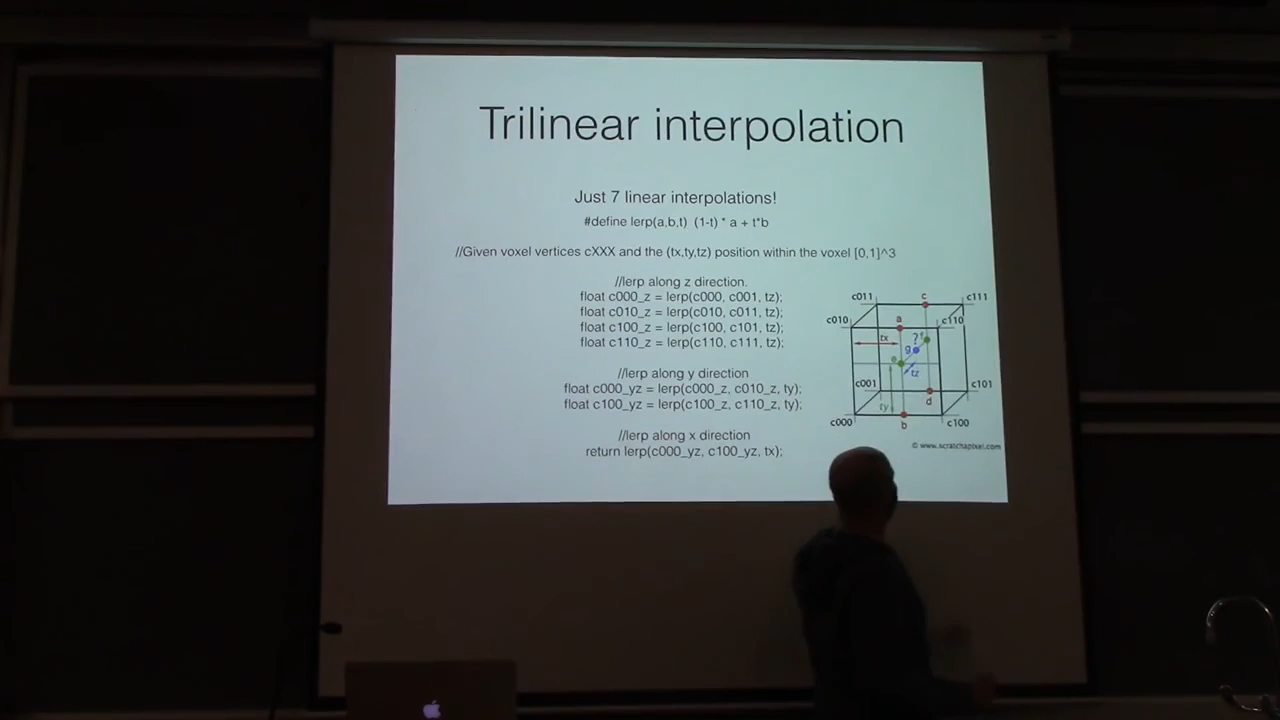 Trilinear interpolation
Just 7 linear interpolations!
#define lerp(a,b,t) (1-t) * a + t*b
//Given voxel vertices cXXX and the (tx,ty,tz) position within the voxel [0,1]^3
//lerp along z direction.
float c000_z = lerp(c000, c001, tz);
float c010_z = lerp(c010, c011, tz);
float c100_z = lerp(c100, c101, tz);
float c110_z = lerp(c110, c111, tz);
//lerp along y direction
float c000_yz = lerp(c000_z, c010_z, ty);
float c100_yz = lerp(c100_z, c110_z, ty);
//lerp along x direction
return lerp(c000_yz, c100_yz, tx);
c011 c c111
c010 a c110
tx ? f
g
e tz
c001 c101
ty d
c000 b c100
© www.scratchapixel.com